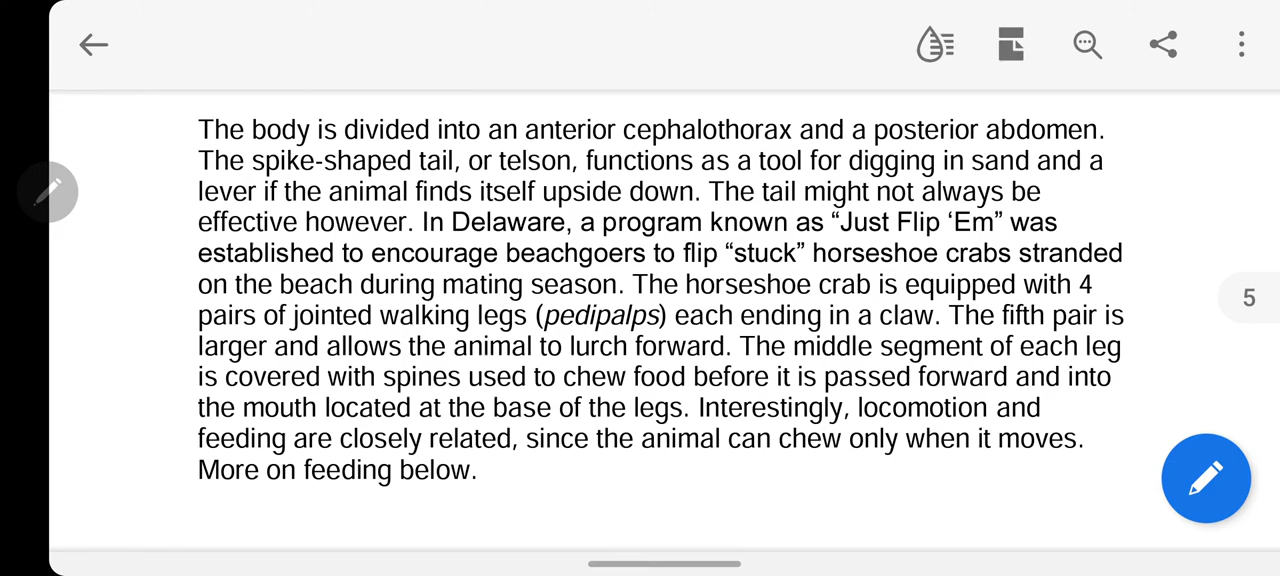 The body is divided into an anterior cephalothorax and a posterior abdomen.
The spike-shaped tail, or telson, functions as a tool for digging in sand and a
lever if the animal finds itself upside down. The tail might not always be
effective however. In Delaware, a program known as “Just Flip ‘Em” was
established to encourage beachgoers to flip “stuck” horseshoe crabs stranded
on the beach during mating season. The horseshoe crab is equipped with 4
pairs of jointed walking legs (pedipalps) each ending in a claw. The fifth pair is
larger and allows the animal to lurch forward. The middle segment of each leg
is covered with spines used to chew food before it is passed forward and into
the mouth located at the base of the legs. Interestingly, locomotion and
feeding are closely related, since the animal can chew only when it moves.
More on feeding below.
5